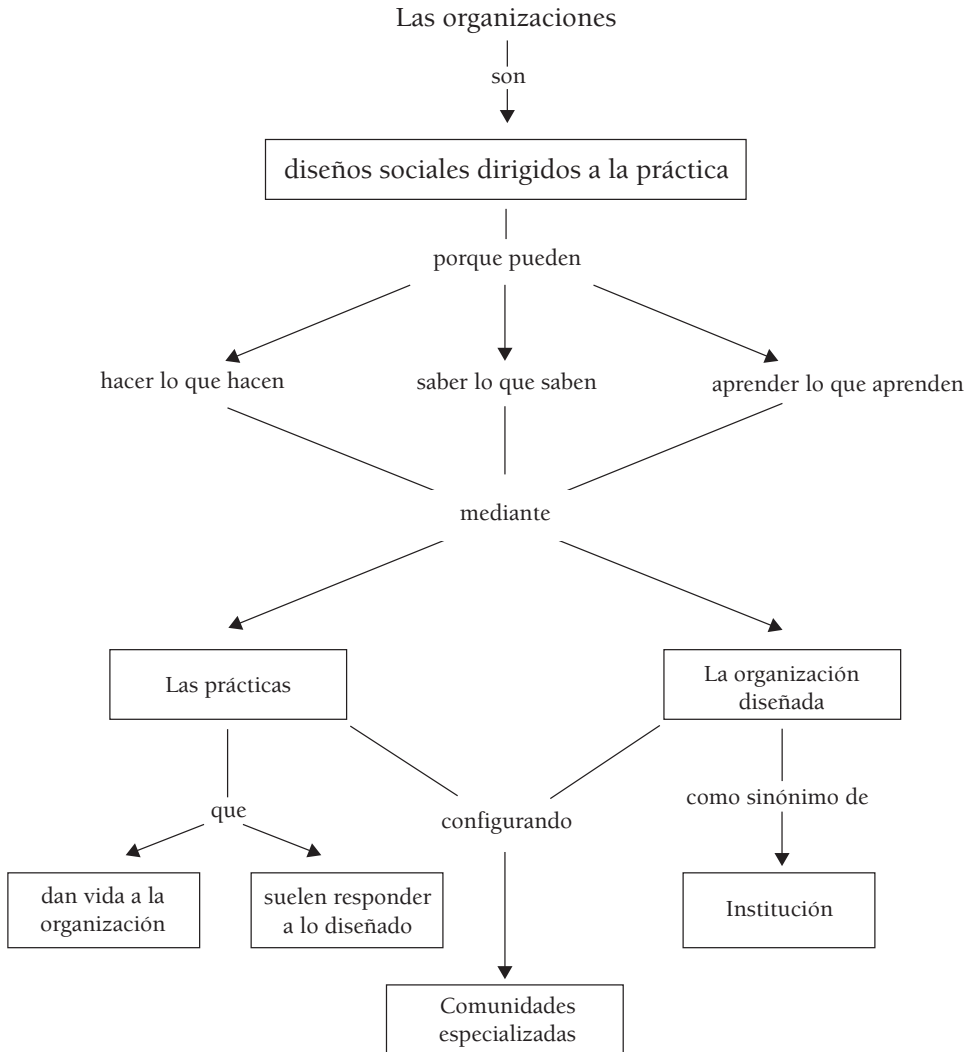 Las organizaciones
son
diseños sociales dirigidos a la práctica
porque pueden
hacer lo que hacen
saber lo que saben
aprender lo que aprenden
mediante
Las prácticas
La organización
diseñada
que
configurando
como sinónimo de
dan vida a la
organización
suelen responder
a lo diseñado
Institución
Comunidades
especializadas